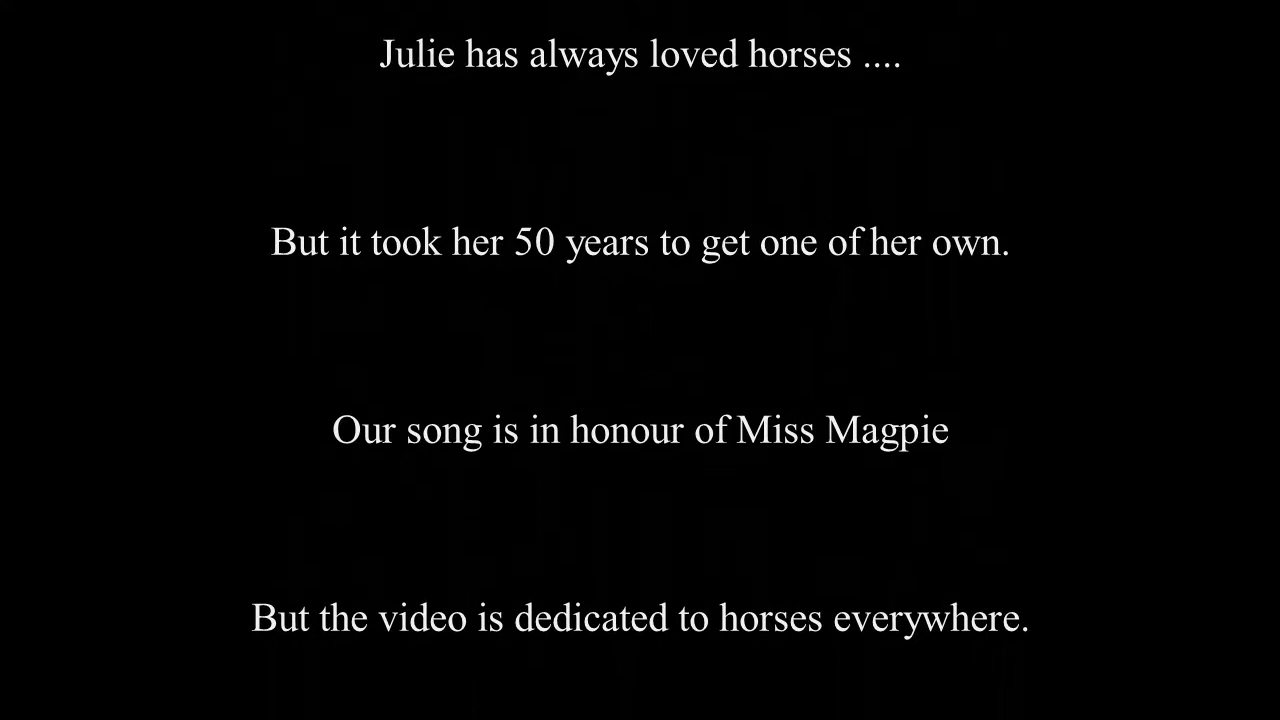 Julie has always loved horses ....
But it took her 50 years to get one of her own.
Our song is in honour of Miss Magpie
But the video is dedicated to horses everywhere.